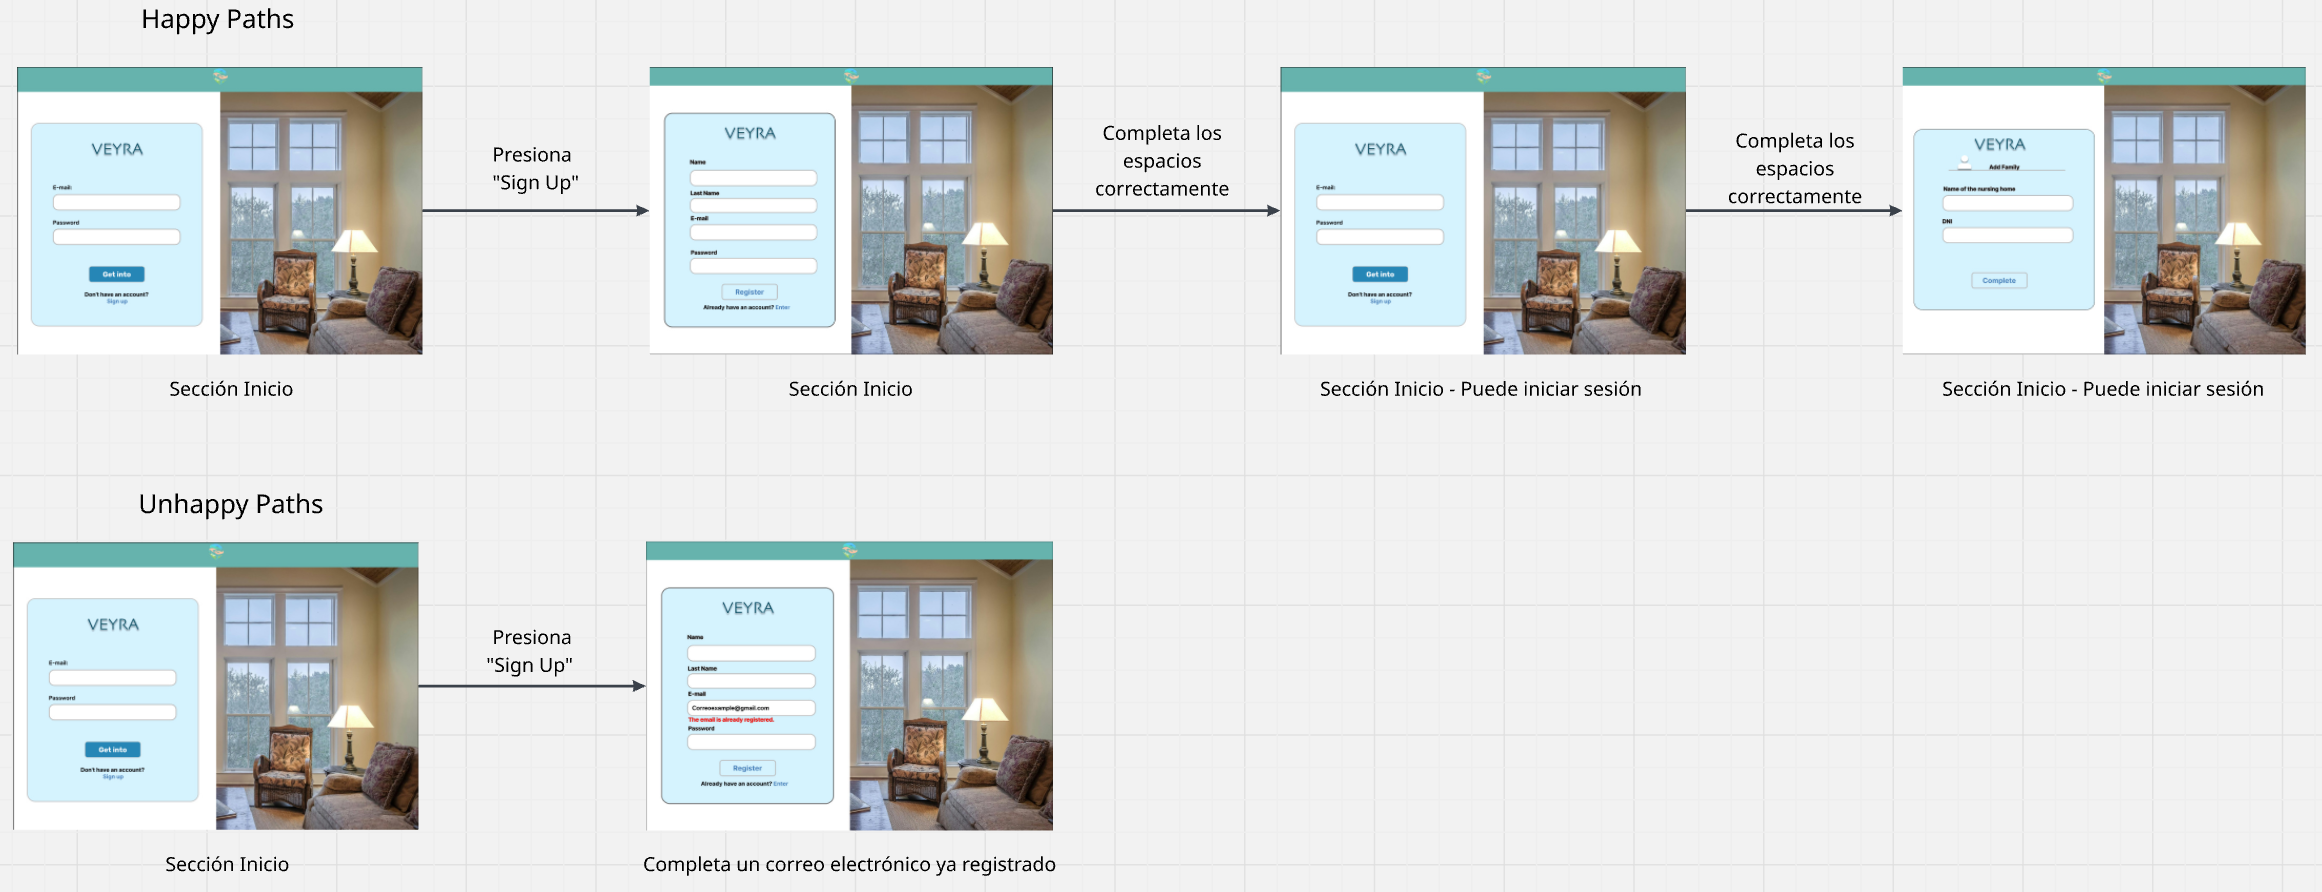 Happy Paths
VEYRA
E-mail:
Password
Get into
Don't have an account?
Sign up
Sección Inicio
Presiona
"Sign Up"
VEYRA
Name
Last Name
E-mail
Password
Register
Already have an account? Enter
Sección Inicio
Completa los
espacios
correctamente
VEYRA
E-mail:
Password
Get into
Don't have an account?
Sign up
Sección Inicio - Puede iniciar sesión
Completa los
espacios
correctamente
VEYRA
Add Family
Name of the nursing home
DNI
Complete
Sección Inicio - Puede iniciar sesión
Unhappy Paths
VEYRA
E-mail:
Password
Get into
Don't have an account?
Sign up
Sección Inicio
Presiona
"Sign Up"
VEYRA
Name
Last Name
E-mail
Correoexample@gmail.com
The email is already registered.
Password
Register
Already have an account? Enter
Completa un correo electrónico ya registrado